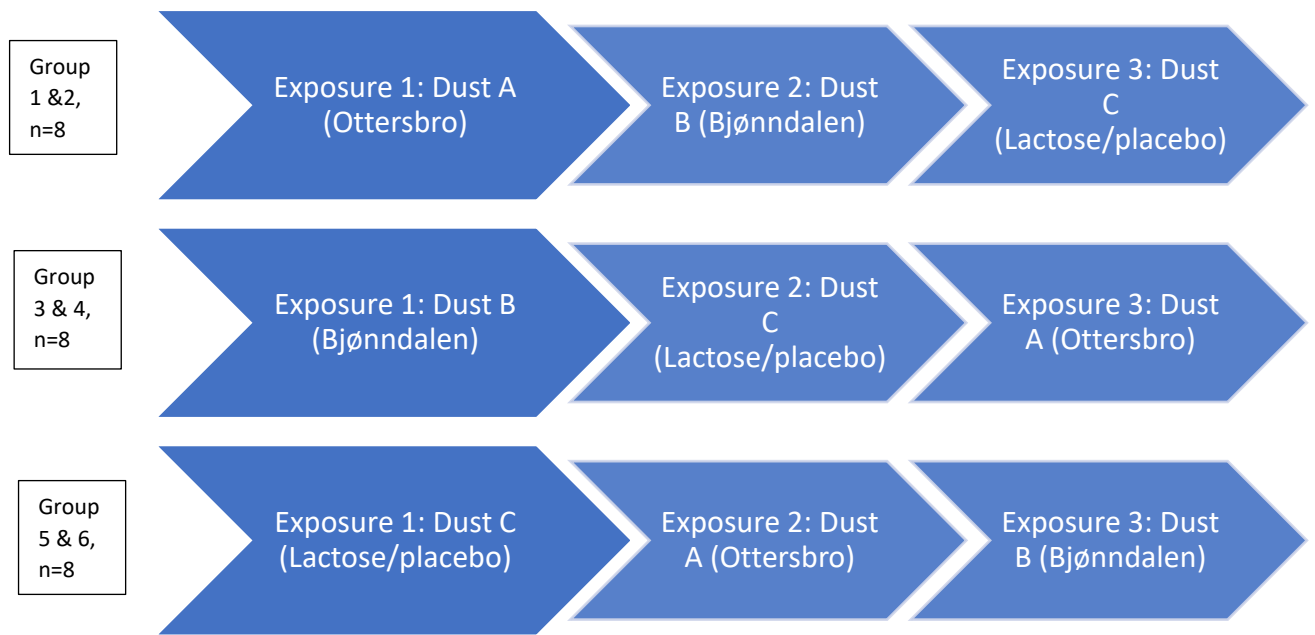 Group
1 &2,
n=8
Exposure 1: Dust A
(Ottersbro)
Exposure 2: Dust
B (Bjønndalen)
Exposure 3: Dust
C
(Lactose/placebo)
Group
3 & 4,
n=8
Exposure 1: Dust B
(Bjønndalen)
Exposure 2: Dust
C
(Lactose/placebo)
Exposure 3: Dust
A (Ottersbro)
Group
5 & 6,
n=8
Exposure 1: Dust C
(Lactose/placebo)
Exposure 2: Dust
A (Ottersbro)
Exposure 3: Dust
B (Bjønndalen)